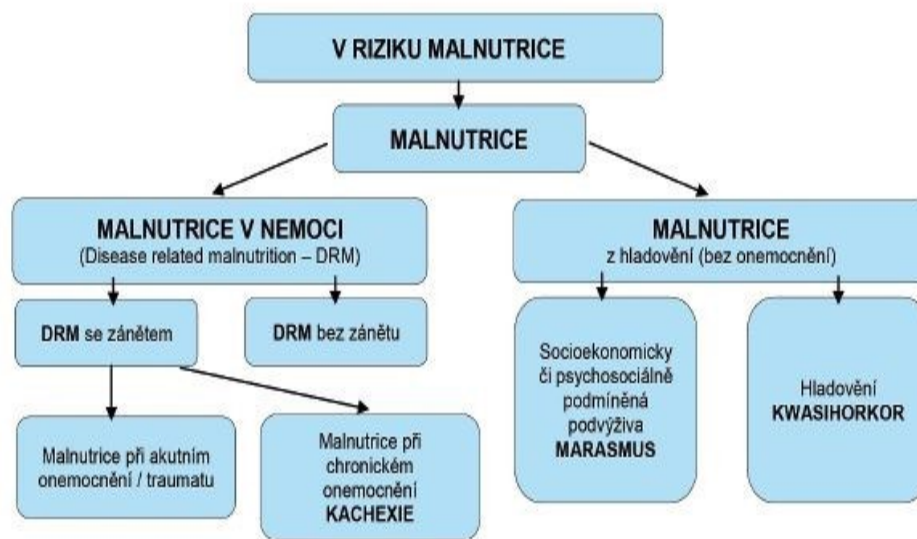 V RIZIKU MALNUTRICE
MALNUTRICE
MALNUTRICE V NEMOCI
(Disease related malnutrition – DRM)
MALNUTRICE
z hladovění (bez onemocnění)
DRM se zánětem
DRM bez zánětu
Socioekonomicky
či psychosociálně
podmíněná
podvýživa
MARASMUS
Hladovění
KWASIHORKOR
Malnutrice při akutním
onemocnění / traumatu
Malnutrice při
chronickém
onemocnění
KACHEXIE